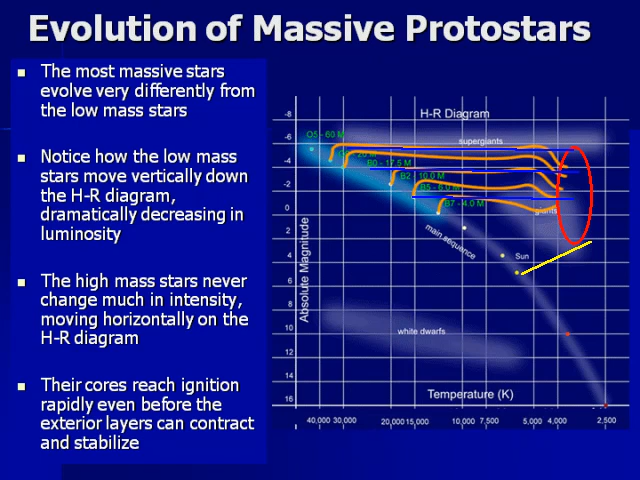 Evolution of Massive Protostars
The most massive stars
evolve very differently from
the low mass stars
Notice how the low mass
stars move vertically down
the H-R diagram,
dramatically decreasing in
luminosity
The high mass stars never
change much in intensity,
moving horizontally on the
H-R diagram
Their cores reach ignition
rapidly even before the
exterior layers can contract
and stabilize
H-R Diagram
supergiants
O5 - 60 M
B0 - 17.5 M
B2 - 10.0 M
B5 - 6.0 M
B7 - 4.0 M
giants
main sequence
Sun
white dwarfs
Absolute Magnitude
-8
-6
-4
-2
0
2
4
6
8
10
12
14
16
Temperature (K)
40,000 30,000 20,000 15,000 10,000 7,500 5,000 4,000 2,500